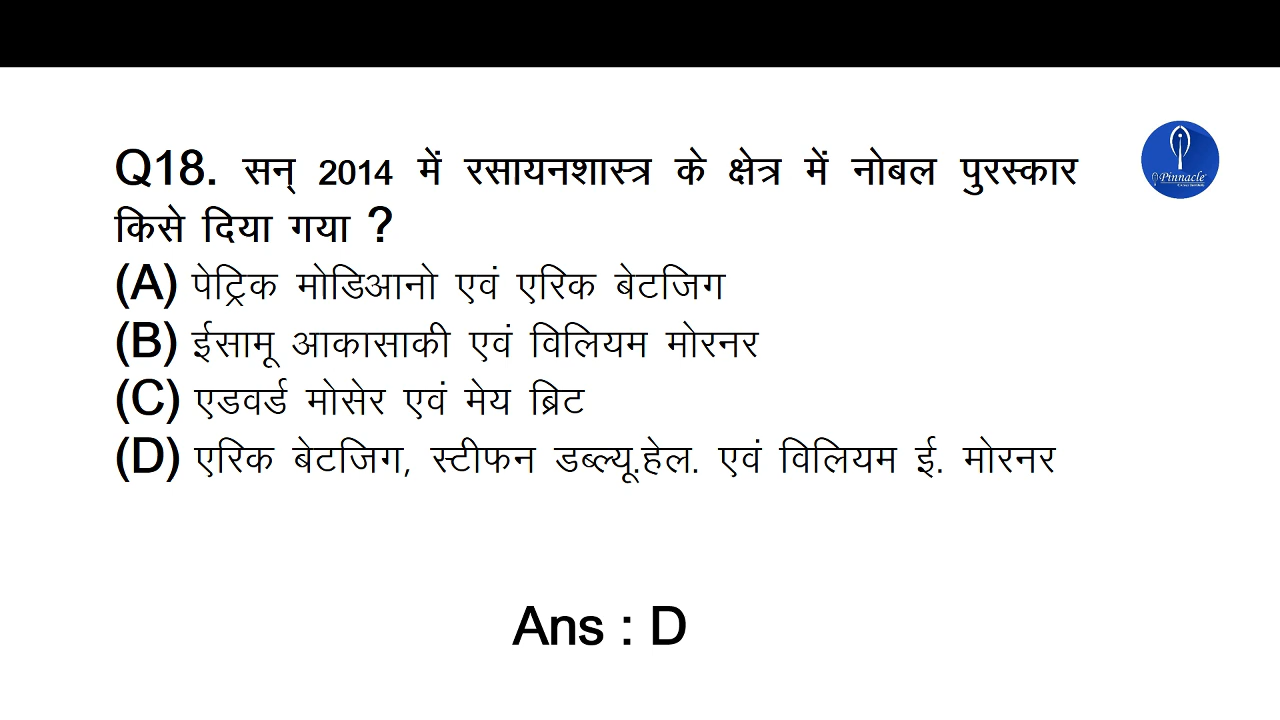 Q18. सन् 2014 में रसायनशास्त्र के क्षेत्र में नोबल पुरस्कार
किसे दिया गया ?
(A) पेट्रिक मोडिआनो एवं एरिक बेटजिग
(B) ईसामू आकासाकी एवं विलियम मोरनर
(C) एडवर्ड मोसेर एवं मेय ब्रिट
(D) एरिक बेटजिग, स्टीफन डब्ल्यू.हेल. एवं विलियम ई. मोरनर
Ans : D
Pinnacle